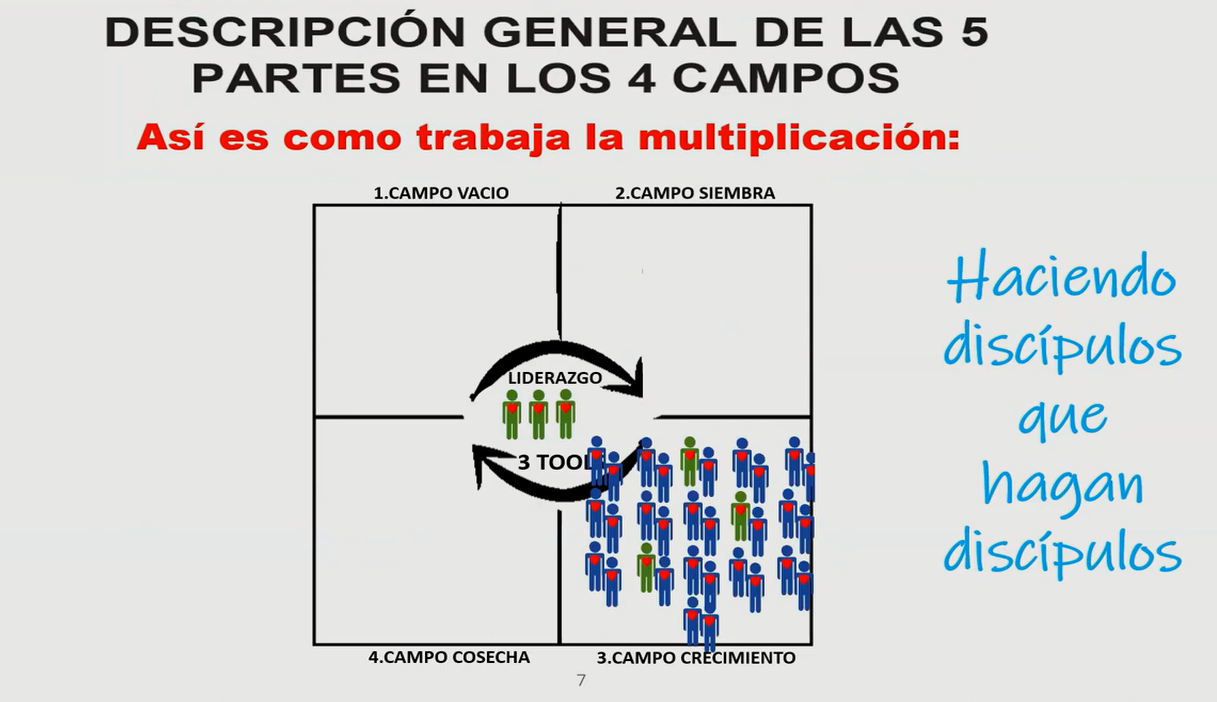 DESCRIPCIÓN GENERAL DE LAS 5
PARTES EN LOS 4 CAMPOS
Así es como trabaja la multiplicación:
1.CAMPO VACIO
2.CAMPO SIEMBRA
LIDERAZGO
3 TOOL
4.CAMPO COSECHA
3.CAMPO CRECIMIENTO
Haciendo
discípulos
que
hagan
discípulos
7